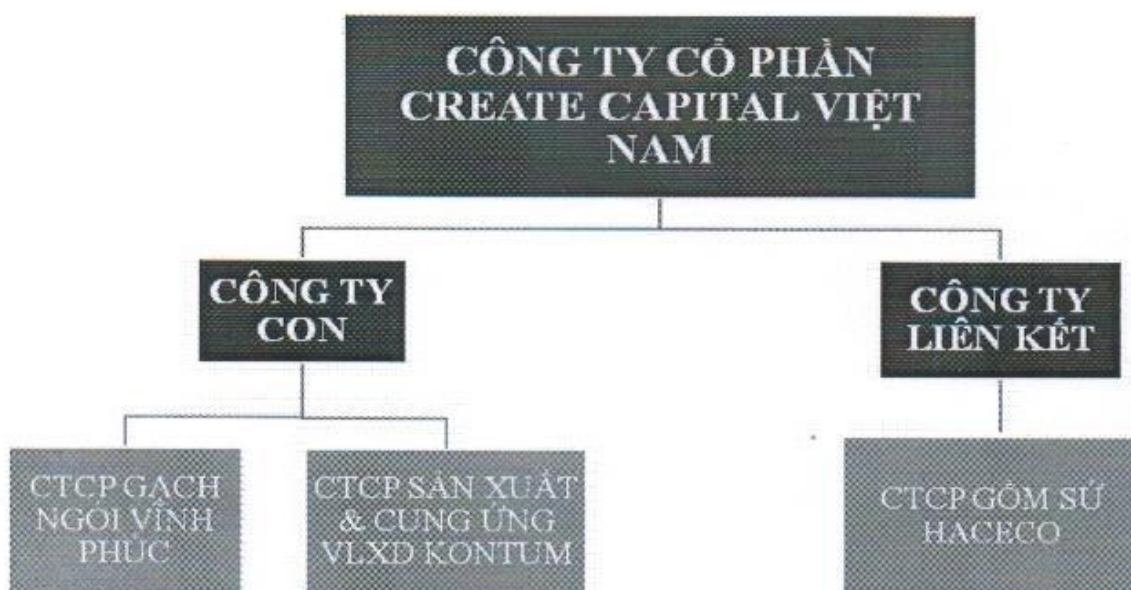 CÔNG TY CỔ PHẦN
CREATE CAPITAL VIỆT
NAM
CÔNG TY
CON
CÔNG TY
LIÊN KẾT
CTCP GẠCH
NGÓI VĨNH
PHÚC
CTCP SẢN XUẤT
& CUNG ỨNG
VLXD KONTUM
CTCP GỐM SỨ
HACECO